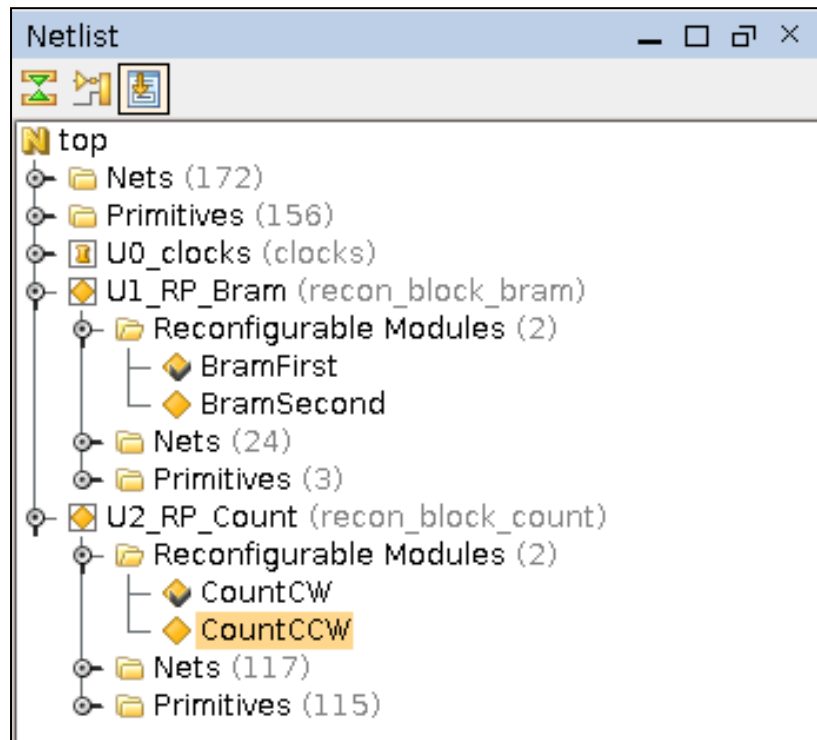 Netlist
top
Nets (172)
Primitives (156)
U0_clocks (clocks)
U1_RP_Bram (recon_block_bram)
Reconfigurable Modules (2)
BramFirst
BramSecond
Nets (24)
Primitives (3)
U2_RP_Count (recon_block_count)
Reconfigurable Modules (2)
CountCW
CountCCW
Nets (117)
Primitives (115)